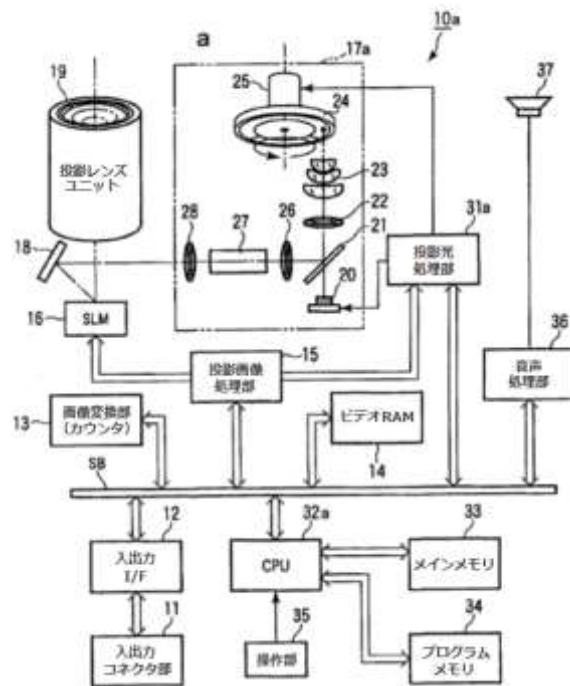 10a
a
17a
19
25
24
37
投影レンズ
ユニット
23
22
28
27
26
21
18
31a
投影光
処理部
20
16
SLM
15
36
投影画像
処理部
音声
処理部
13
画像変換部
(カウンタ)
ビデオRAM
14
SB
12
32a
33
入出力
I/F
CPU
メインメモリ
11
35
34
入出力
コネクタ部
操作部
プログラム
メモリ